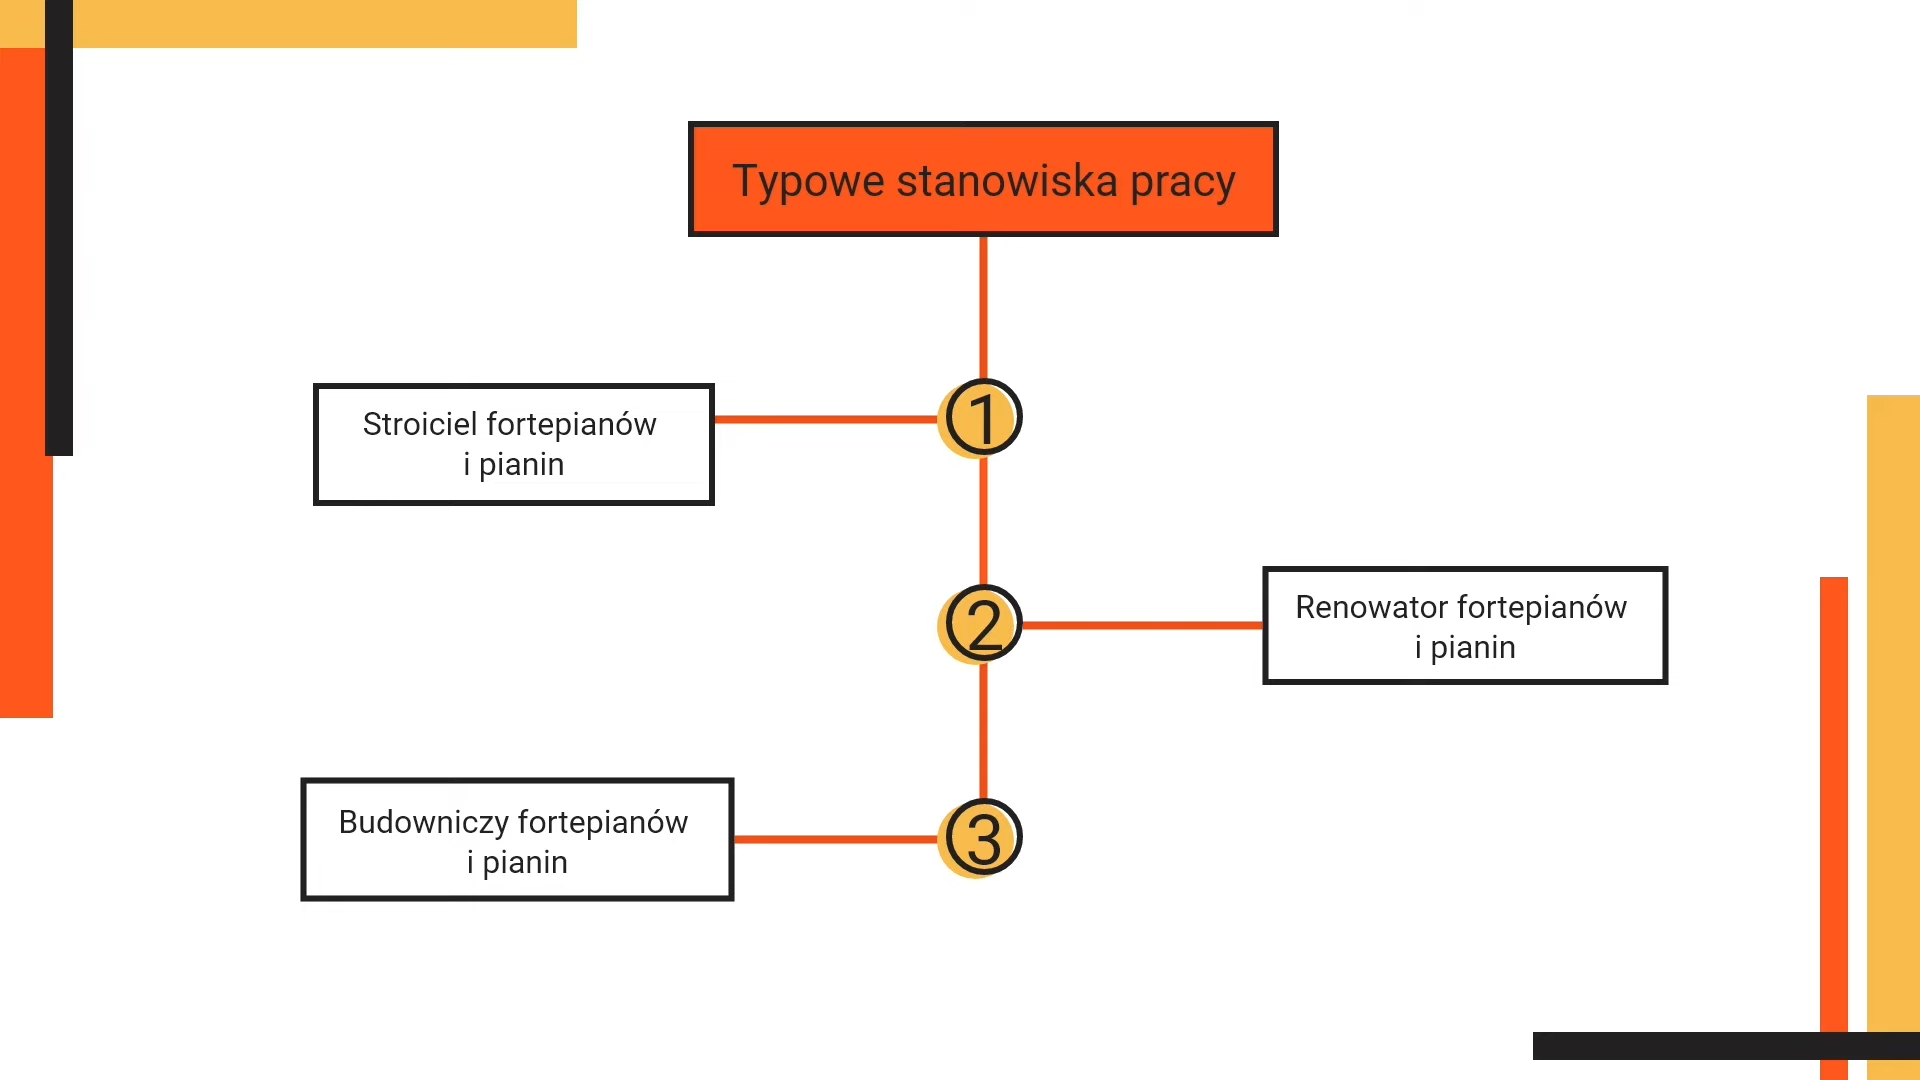 Typowe stanowiska pracy
1
Stroiciel fortepianów
i pianin
2
Renowator fortepianów
i pianin
3
Budowniczy fortepianów
i pianin